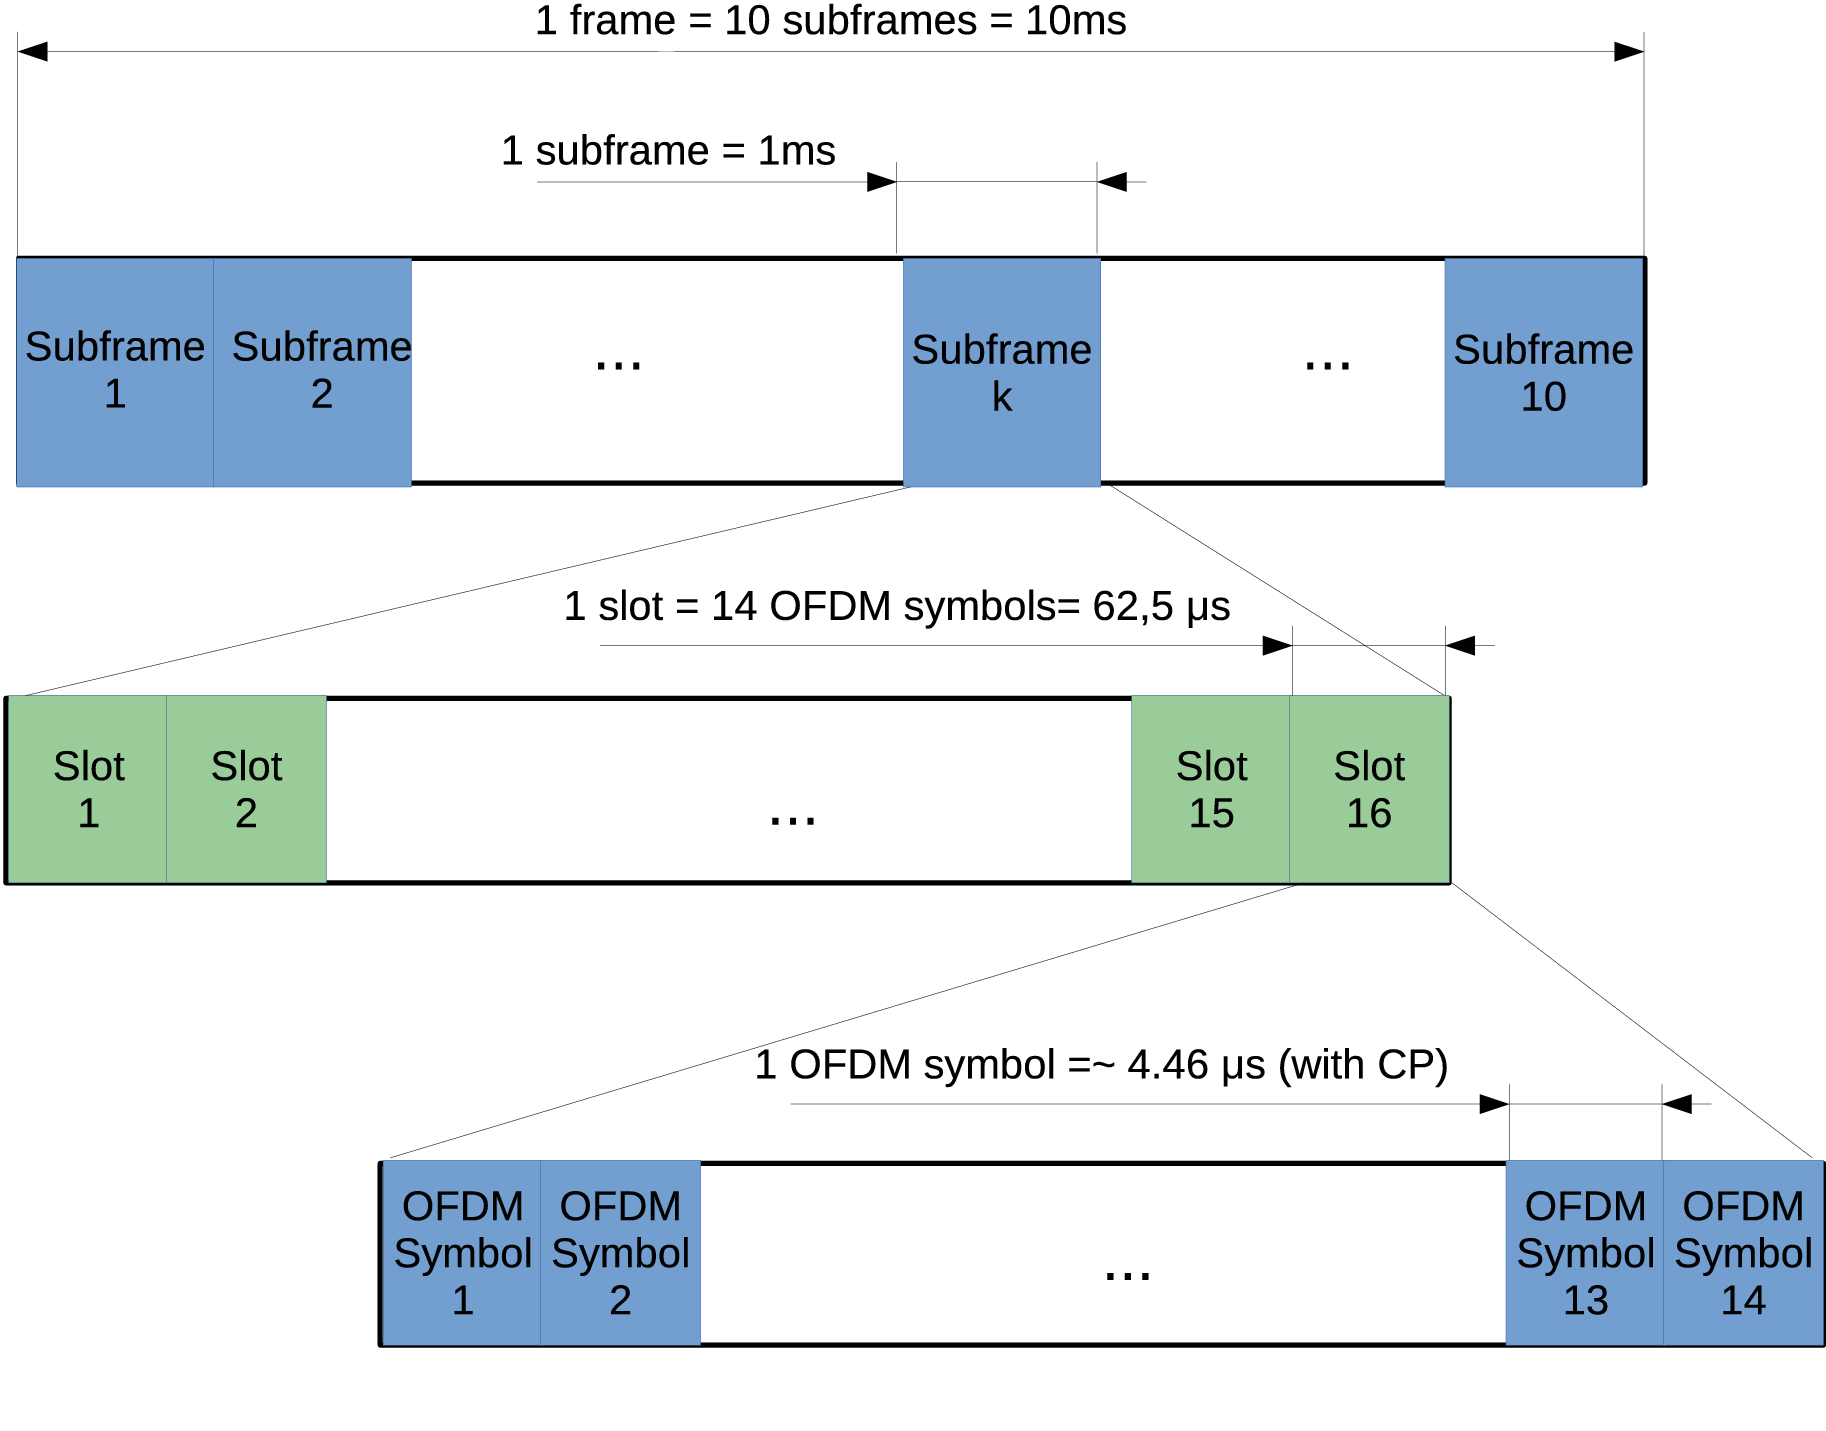 1 frame = 10 subframes = 10ms
1 subframe = 1ms
Subframe
1
Subframe
2
...
Subframe
k
...
Subframe
10
1 slot = 14 OFDM symbols= 62,5 μs
Slot
1
Slot
2
...
Slot
15
Slot
16
1 OFDM symbol =~ 4.46 μs (with CP)
OFDM
Symbol
1
OFDM
Symbol
2
...
OFDM
Symbol
13
OFDM
Symbol
14